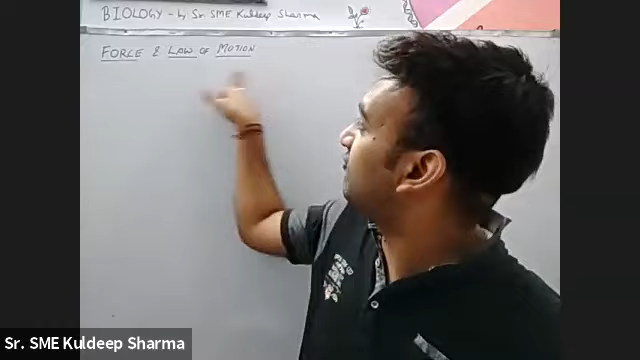 BIOLOGY - by Sr. SME Kuldeep Sharma
FORCE & LAW OF MOTION
Sr. SME Kuldeep Sharma